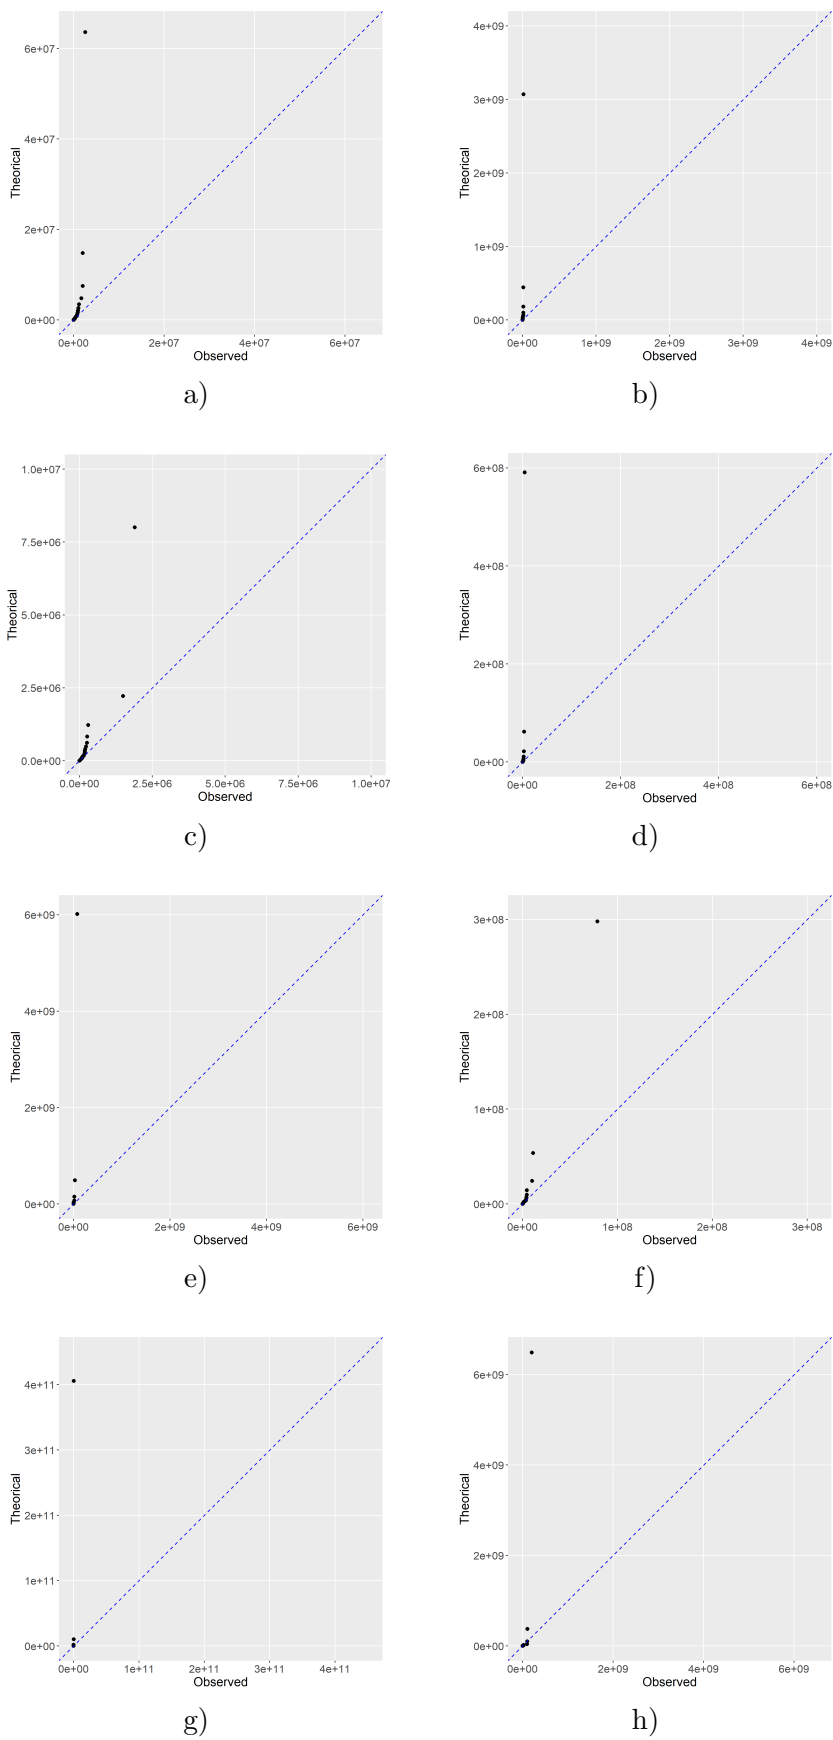 6e+07
4e+07
2e+07
0e+00
Theorical
0e+00 2e+07 4e+07 6e+07
Observed
a)
4e+09
3e+09
2e+09
1e+09
0e+00
Theorical
0e+00 1e+09 2e+09 3e+09 4e+09
Observed
b)
1.0e+07
7.5e+06
5.0e+06
2.5e+06
0.0e+00
Theorical
0.0e+00 2.5e+06 5.0e+06 7.5e+06 1.0e+07
Observed
c)
6e+08
4e+08
2e+08
0e+00
Theorical
0e+00 2e+08 4e+08 6e+08
Observed
d)
6e+09
4e+09
2e+09
0e+00
Theorical
0e+00 2e+09 4e+09 6e+09
Observed
e)
3e+08
2e+08
1e+08
0e+00
Theorical
0e+00 1e+08 2e+08 3e+08
Observed
f)
4e+11
3e+11
2e+11
1e+11
0e+00
Theorical
0e+00 1e+11 2e+11 3e+11 4e+11
Observed
g)
6e+09
4e+09
2e+09
0e+00
Theorical
0e+00 2e+09 4e+09 6e+09
Observed
h)